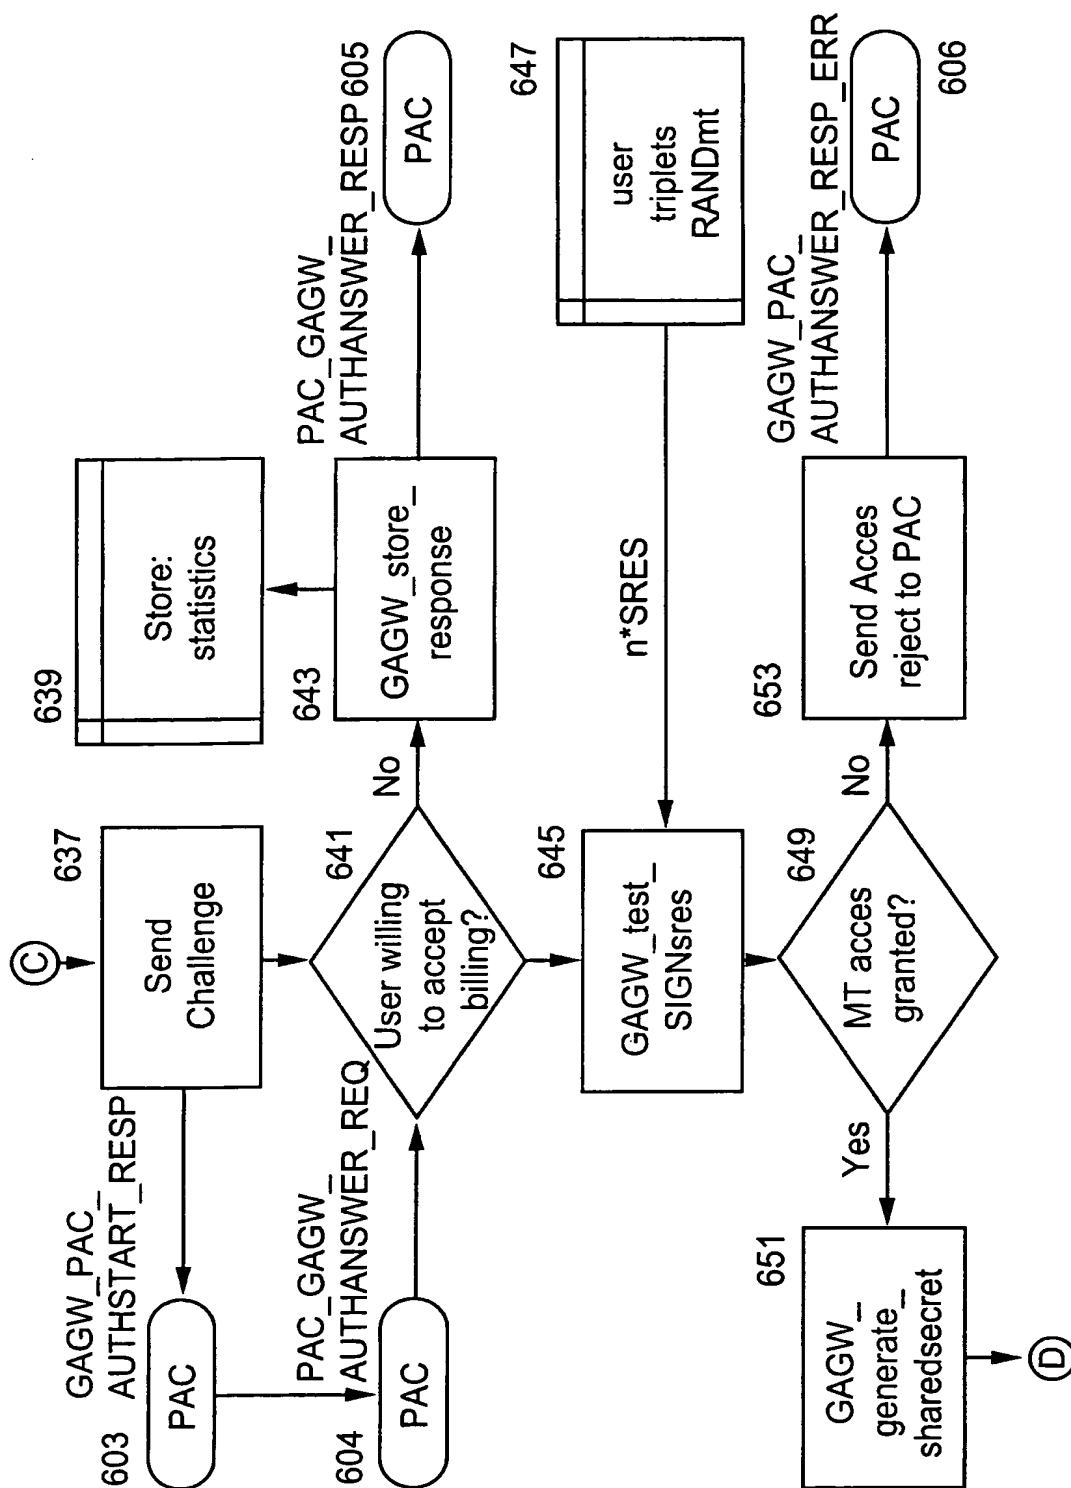 C
637
Send
Challenge
GAGW_PAC_
AUTHSTART_RESP
603
PAC
639
Store:
statistics
604
PAC
PAC_GAGW_
AUTHANSWER_REQ
641
User willing
to accept
billing?
No
643
GAGW_store_
response
PAC_GAGW_
AUTHANSWER_RESP
605
PAC
645
GAGW_test_
SIGNsres
n*SRES
647
user
triplets
RANDmt
649
MT acces
granted?
No
653
Send Acces
reject to PAC
GAGW_PAC_
AUTHANSWER_RESP_ERR
606
PAC
Yes
651
GAGW_
generate_
sharedsecret
D